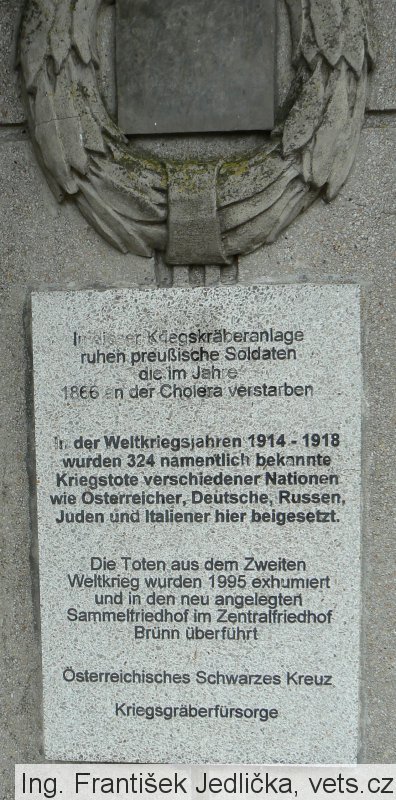 In dieser Kriegskräberanlage
ruhen preußische Soldaten
die im Jahre
1866 an der Cholera verstarben
In der Weltkriegsjahren 1914 - 1918
wurden 324 namentlich bekannte
Kriegstote verschiedener Nationen
wie Österreicher, Deutsche, Russen,
Juden und Italiener hier beigesetzt.
Die Toten aus dem Zweiten
Weltkrieg wurden 1995 exhumiert
und in den neu angelegten
Sammelfriedhof im Zentralfriedhof
Brünn überführt
Österreichisches Schwarzes Kreuz
Kriegsgräberfürsorge
Ing. František Jedlička, vets.cz